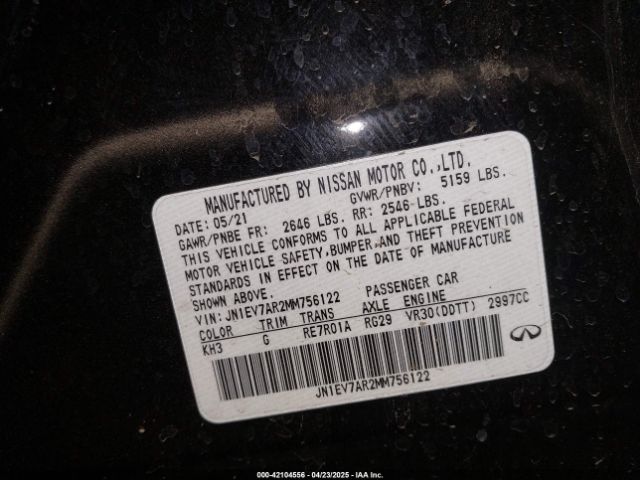 MANUFACTURED BY NISSAN MOTOR CO.,LTD.
DATE: 05/21 GVWR/PNBV: 5159 LBS.
GAWR/PNBE FR: 2646 LBS. RR: 2546 LBS.
THIS VEHICLE CONFORMS TO ALL APPLICABLE FEDERAL
MOTOR VEHICLE SAFETY,BUMPER,AND THEFT PREVENTION
STANDARDS IN EFFECT ON THE DATE OF MANUFACTURE
SHOWN ABOVE.
VIN: JN1EV7AR2MM756122 PASSENGER CAR
COLOR TRIM TRANS AXLE ENGINE
KH3 G RE7R01A RG29 VR30(DDTT) 2997CC
JN1EV7AR2MM756122
000-42104556 - 04/23/2025 - IAA Inc.